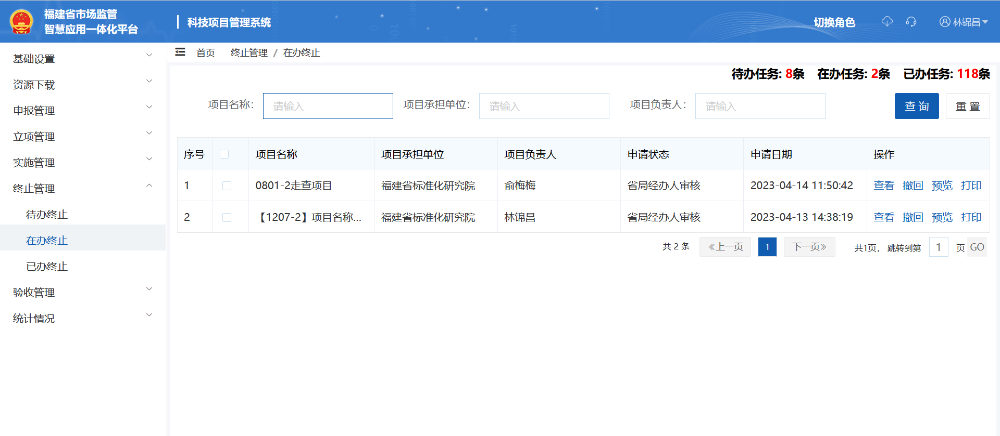 福建省市场监管
智慧应用一体化平台
科技项目管理系统
切换角色
林锦昌
基础设置
资源下载
申报管理
立项管理
实施管理
终止管理
待办终止
在办终止
已办终止
验收管理
统计情况
首页 终止管理 / 在办终止
待办任务: 8条 在办任务: 2条 已办任务: 118条
项目名称: 请输入 项目承担单位: 请输入 项目负责人: 请输入 查 询 重 置
序号 项目名称 项目承担单位 项目负责人 申请状态 申请日期 操作
1 0801-2走查项目 福建省标准化研究院 俞梅梅 省局经办人审核 2023-04-14 11:50:42 查看 撤回 预览 打印
2 【1207-2】项目名称... 福建省标准化研究院 林锦昌 省局经办人审核 2023-04-13 14:38:19 查看 撤回 预览 打印
共 2 条 «上一页 1 下一页» 共1页， 跳转到第 1 页 GO